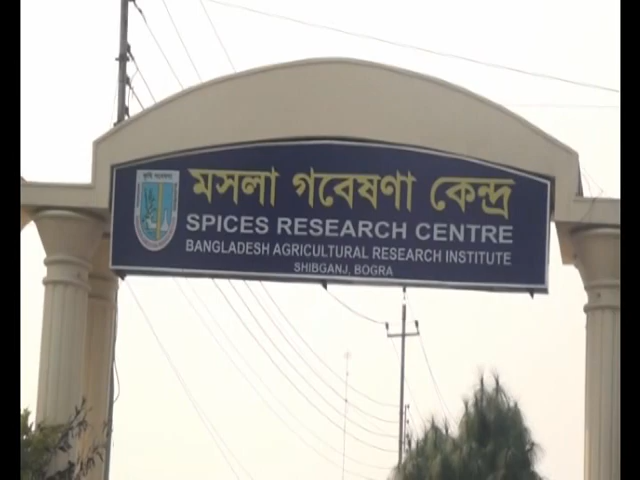 মসলা গবেষণা কেন্দ্র
SPICES RESEARCH CENTRE
BANGLADESH AGRICULTURAL RESEARCH INSTITUTE
SHIBGANJ, BOGRA